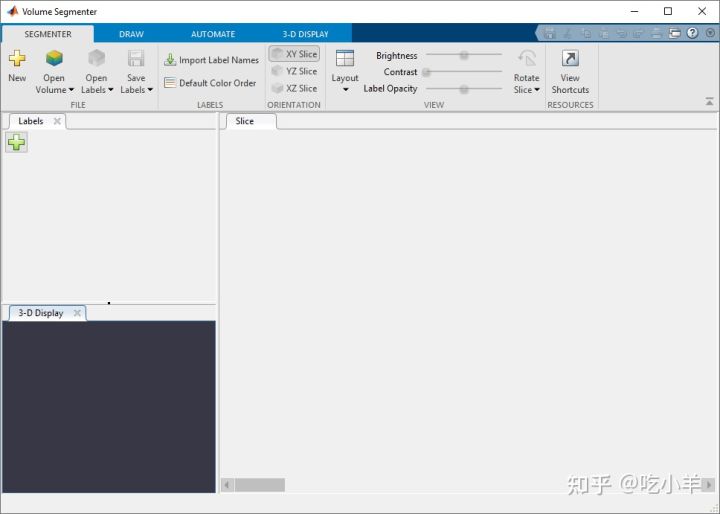 Volume Segmenter
SEGMENTER DRAW AUTOMATE 3-D DISPLAY
New
Open Volume
Open Labels
Save Labels
FILE
Import Label Names
Default Color Order
LABELS
XY Slice
YZ Slice
XZ Slice
ORIENTATION
Layout
Brightness
Contrast
Label Opacity
Rotate Slice
VIEW
View Shortcuts
RESOURCES
Labels
Slice
3-D Display
知乎 @吃小羊